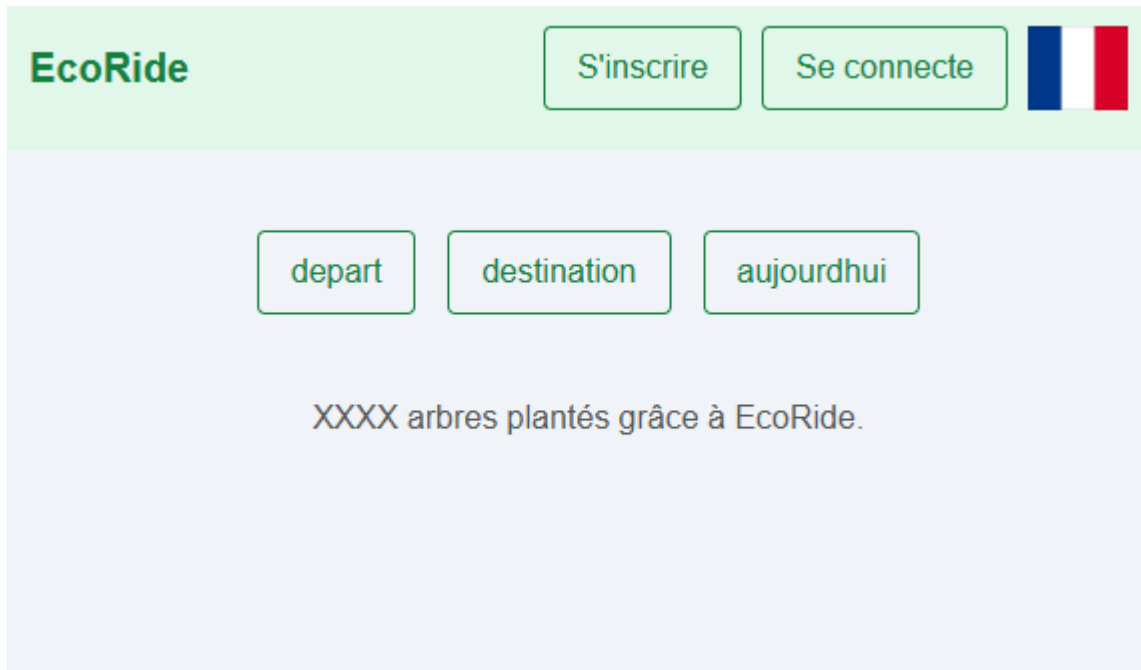 EcoRide S'inscrire Se connecte
depart destination aujourdhui
XXXX arbres plantés grâce à EcoRide.